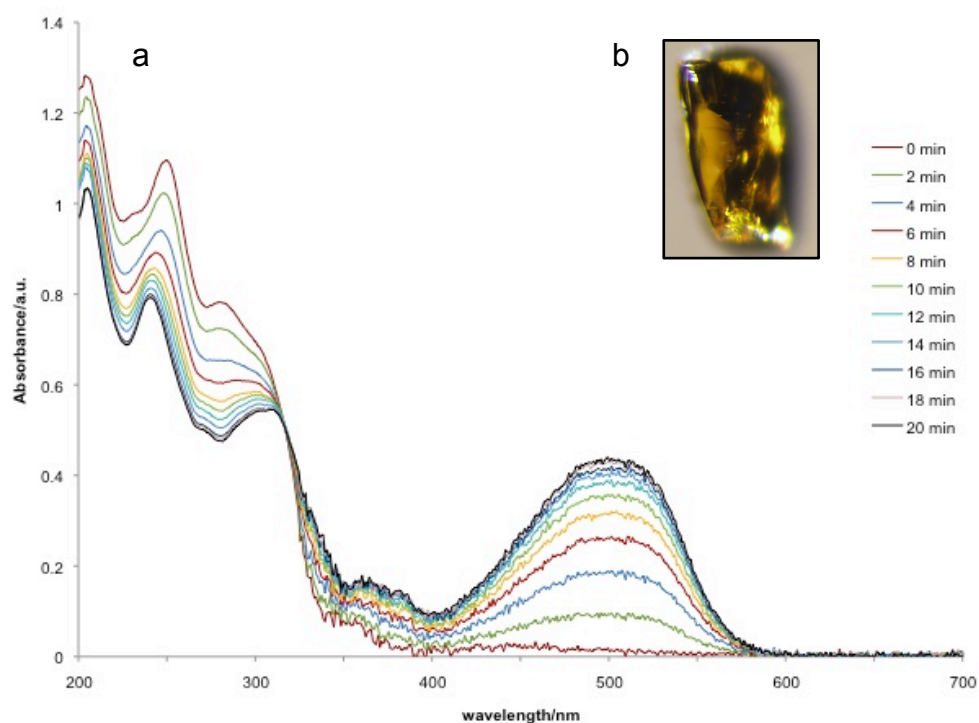 a
b
1.4
1.2
1
0.8
0.6
0.4
0.2
0
200
300
400
500
600
700
Absorbance/a.u.
wavelength/nm
0 min
2 min
4 min
6 min
8 min
10 min
12 min
14 min
16 min
18 min
20 min